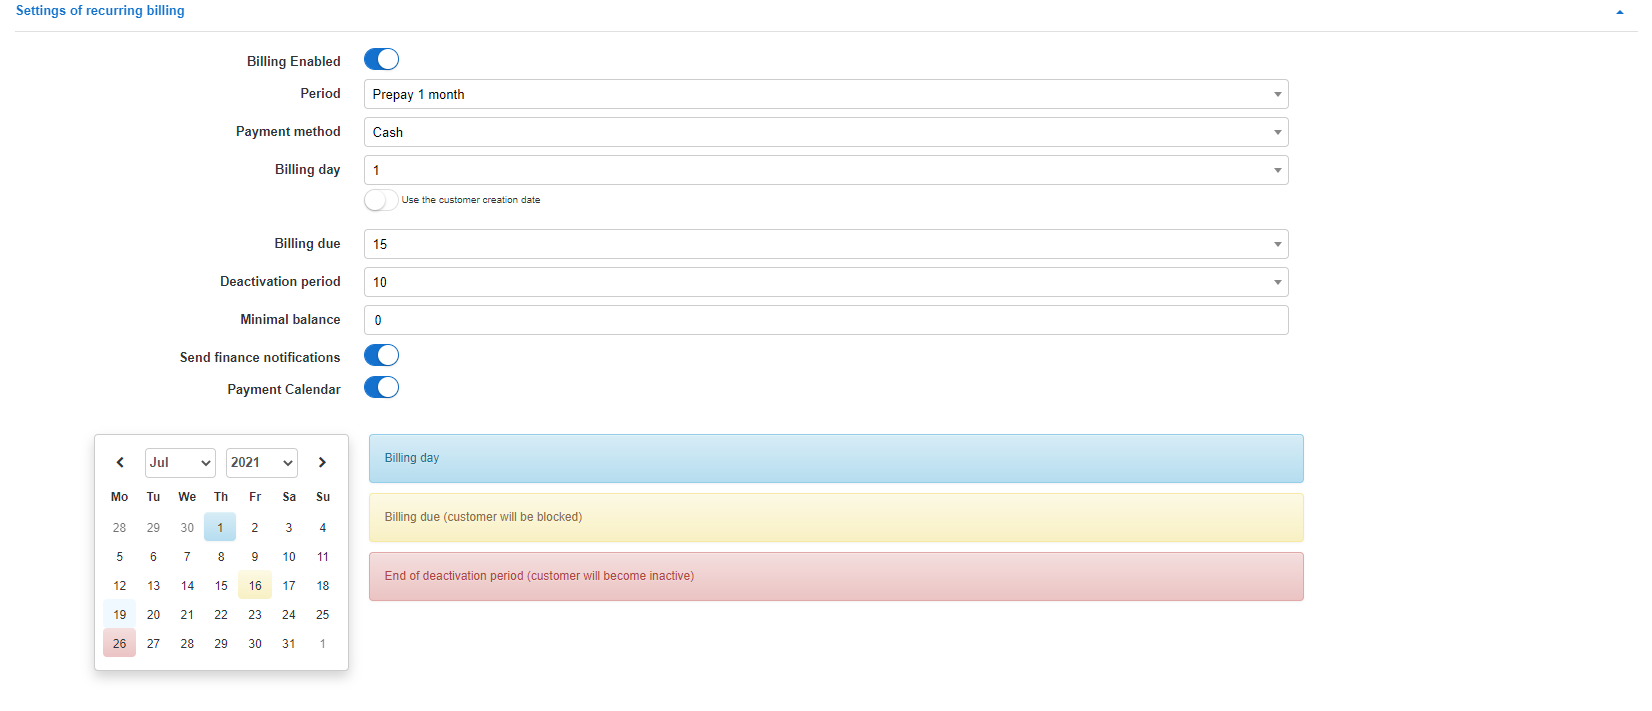 Settings of recurring billing
Billing Enabled
Period Prepay 1 month
Payment method Cash
Billing day 1
Use the customer creation date
Billing due 15
Deactivation period 10
Minimal balance 0
Send finance notifications
Payment Calendar
Jul 2021
Mo Tu We Th Fr Sa Su
28 29 30 1 2 3 4
5 6 7 8 9 10 11
12 13 14 15 16 17 18
19 20 21 22 23 24 25
26 27 28 29 30 31 1
Billing day
Billing due (customer will be blocked)
End of deactivation period (customer will become inactive)